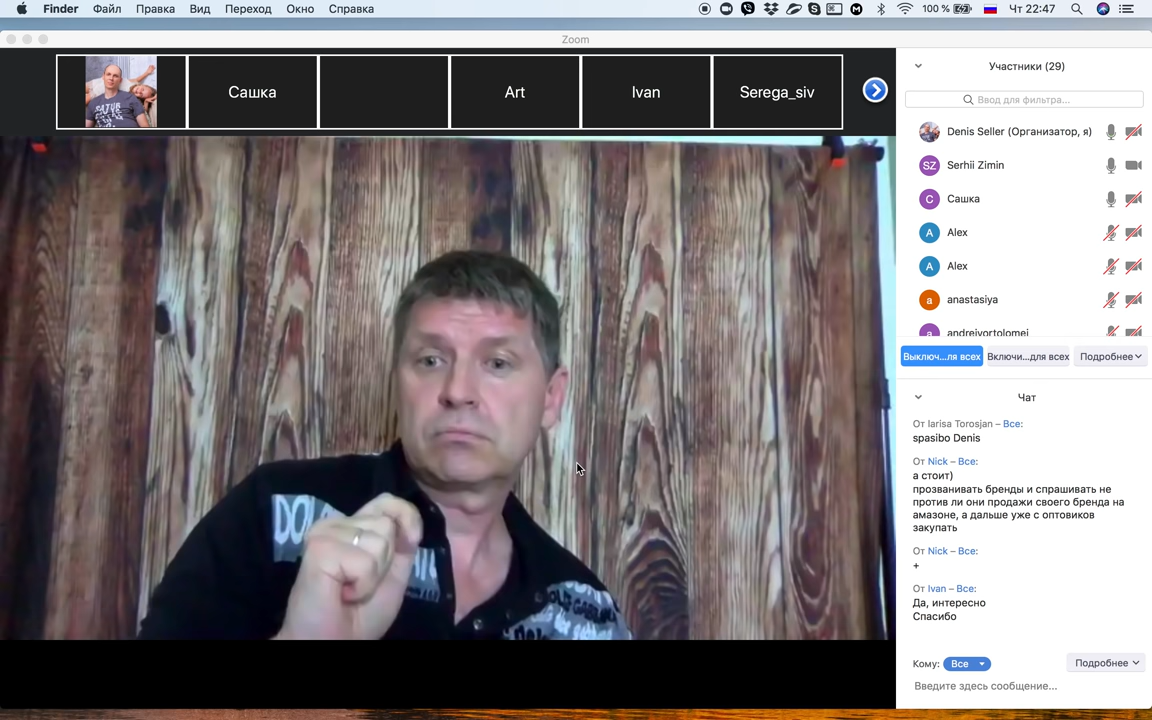 Finder Файл Правка Вид Переход Окно Справка 100 % Чт 22:47
Zoom
Сашка Art Ivan Serega_siv
Участники (29)
Ввод для фильтра...
Denis Seller (Организатор, я)
SZ Serhii Zimin
С Сашка
A Alex
A Alex
a anastasiya
a andreivortolomei
Выключ...ля всех Включи...для всех Подробнее
Чат
От larisa Torosjan – Все:
spasibo Denis
От Nick – Все:
а стоит)
прозванивать бренды и спрашивать не
против ли они продажи своего бренда на
амазоне, а дальше уже с оптовиков
закупать
От Nick – Все:
+
От Ivan – Все:
Да, интересно
Спасибо
Кому: Все Подробнее
Введите здесь сообщение...